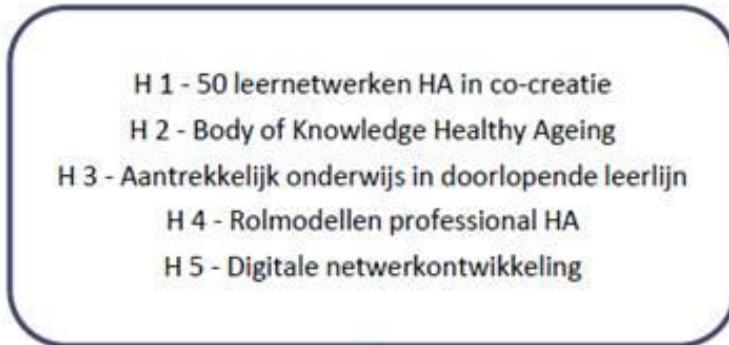 H 1 - 50 leernetwerken HA in co-creatie
H 2 - Body of Knowledge Healthy Ageing
H 3 - Aantrekkelijk onderwijs in doorlopende leerlijn
H 4 - Rolmodellen professional HA
H 5 - Digitale netwerkontwikkeling